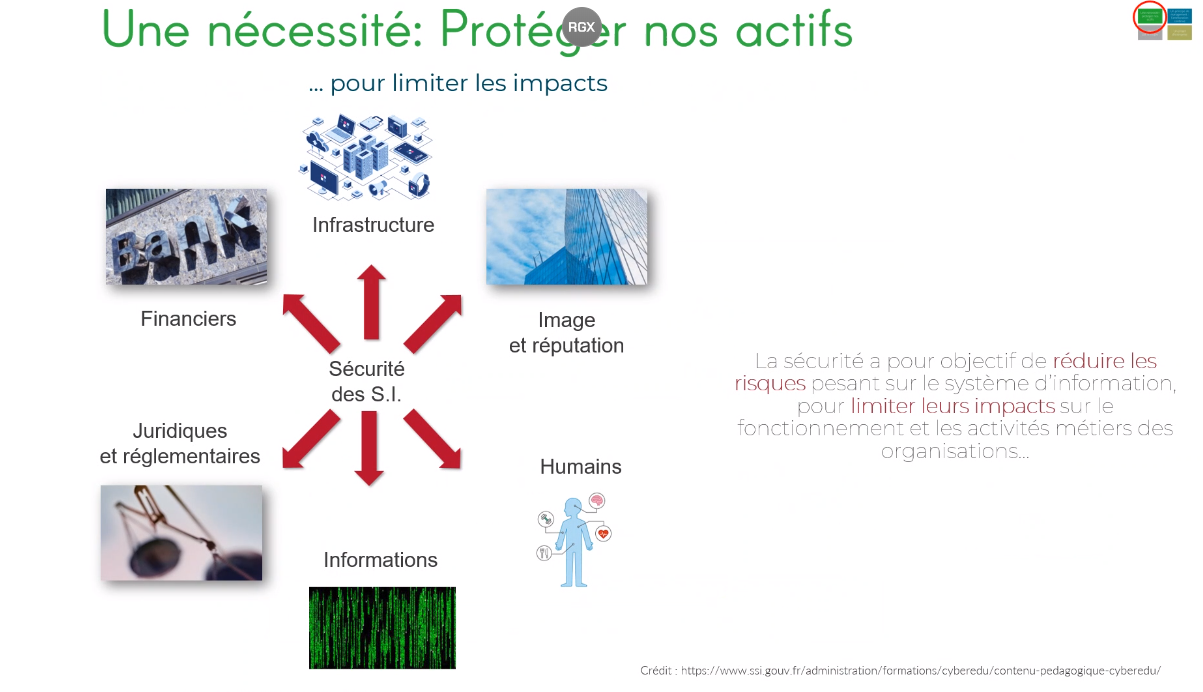 Une nécessité: Protéger nos actifs
RGX
... pour limiter les impacts
Bank
Infrastructure
Financiers
Image
et réputation
Sécurité
des S.I.
Juridiques
et réglementaires
Humains
Informations
La sécurité a pour objectif de réduire les
risques pesant sur le système d'information,
pour limiter leurs impacts sur le
fonctionnement et les activités métiers des
organisations...
Crédit : https://www.ssi.gouv.fr/administration/formations/cyberedu/contenu-pedagogique-cyberedu/